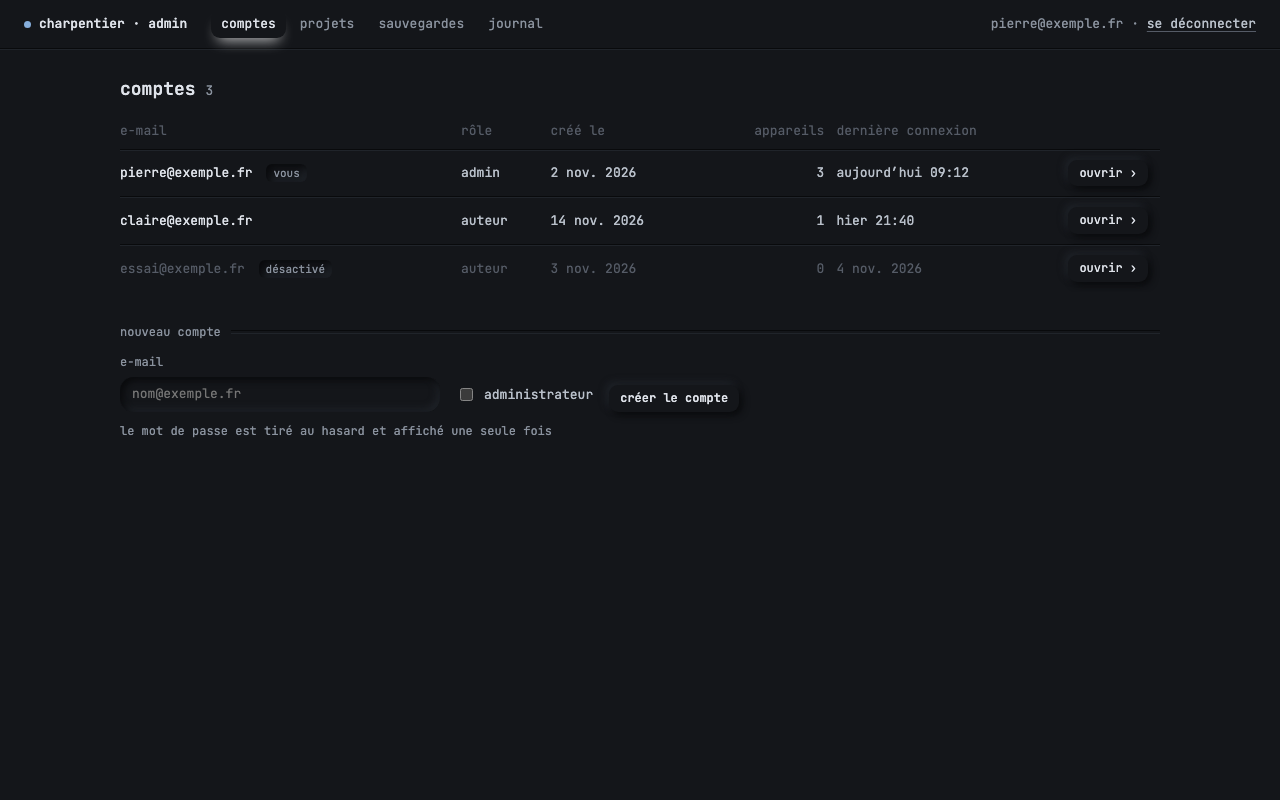 charpentier · admin comptes projets sauvegardes journal pierre@exemple.fr · se déconnecter
comptes 3
e-mail rôle créé le appareils dernière connexion
pierre@exemple.fr vous admin 2 nov. 2026 3 aujourd’hui 09:12 ouvrir ›
claire@exemple.fr auteur 14 nov. 2026 1 hier 21:40 ouvrir ›
essai@exemple.fr désactivé auteur 3 nov. 2026 0 4 nov. 2026 ouvrir ›
nouveau compte
e-mail
nom@exemple.fr administrateur créer le compte
le mot de passe est tiré au hasard et affiché une seule fois